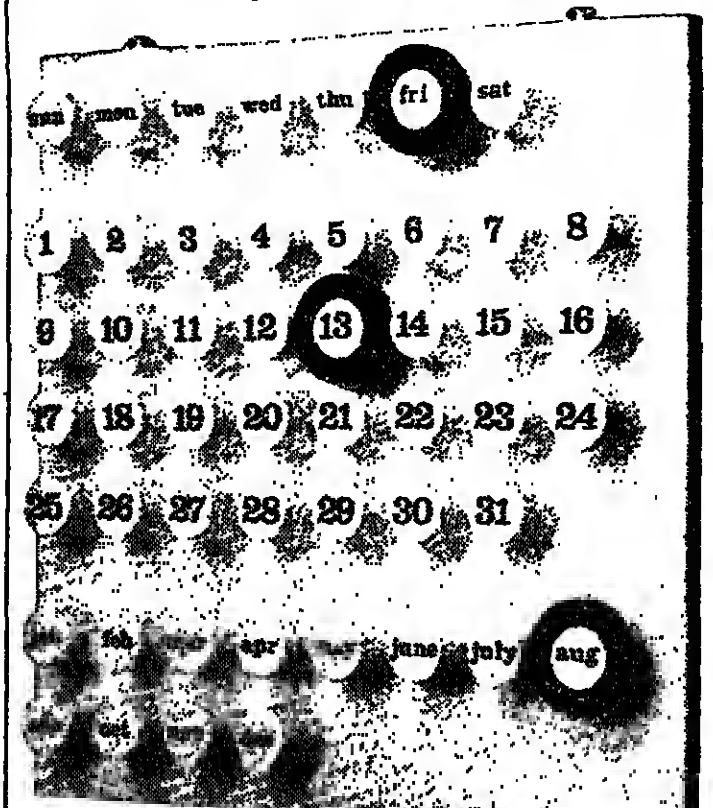 sun mon tue wed thu fri sat
1 2 3 4 5 6 7 8
9 10 11 12 13 14 15 16
17 18 19 20 21 22 23 24
25 26 27 28 29 30 31
feb apr june july aug
oct